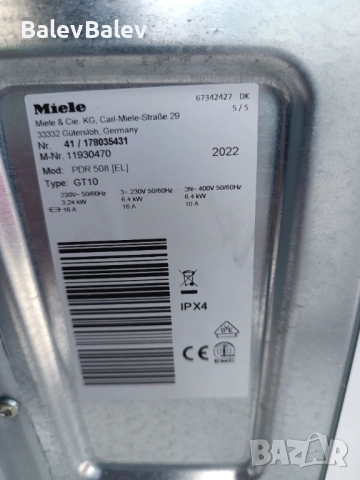 BalevBalev
Miele
67342427 DK
5 / 5
Miele & Cie. KG, Carl-Miele-Straße 29
33332 Gütersloh, Germany
Nr. 41 / 178035431
M-Nr. 11930470
2022
Mod: PDR 508 [EL]
Type: GT10
230V~ 50/60Hz 3~ 230V 50/60Hz 3N~ 400V 50/60Hz
3,24 kW 6,4 kW 6,4 kW
16 A 16 A 10 A
IPX4
DVE
CE
BAZAR